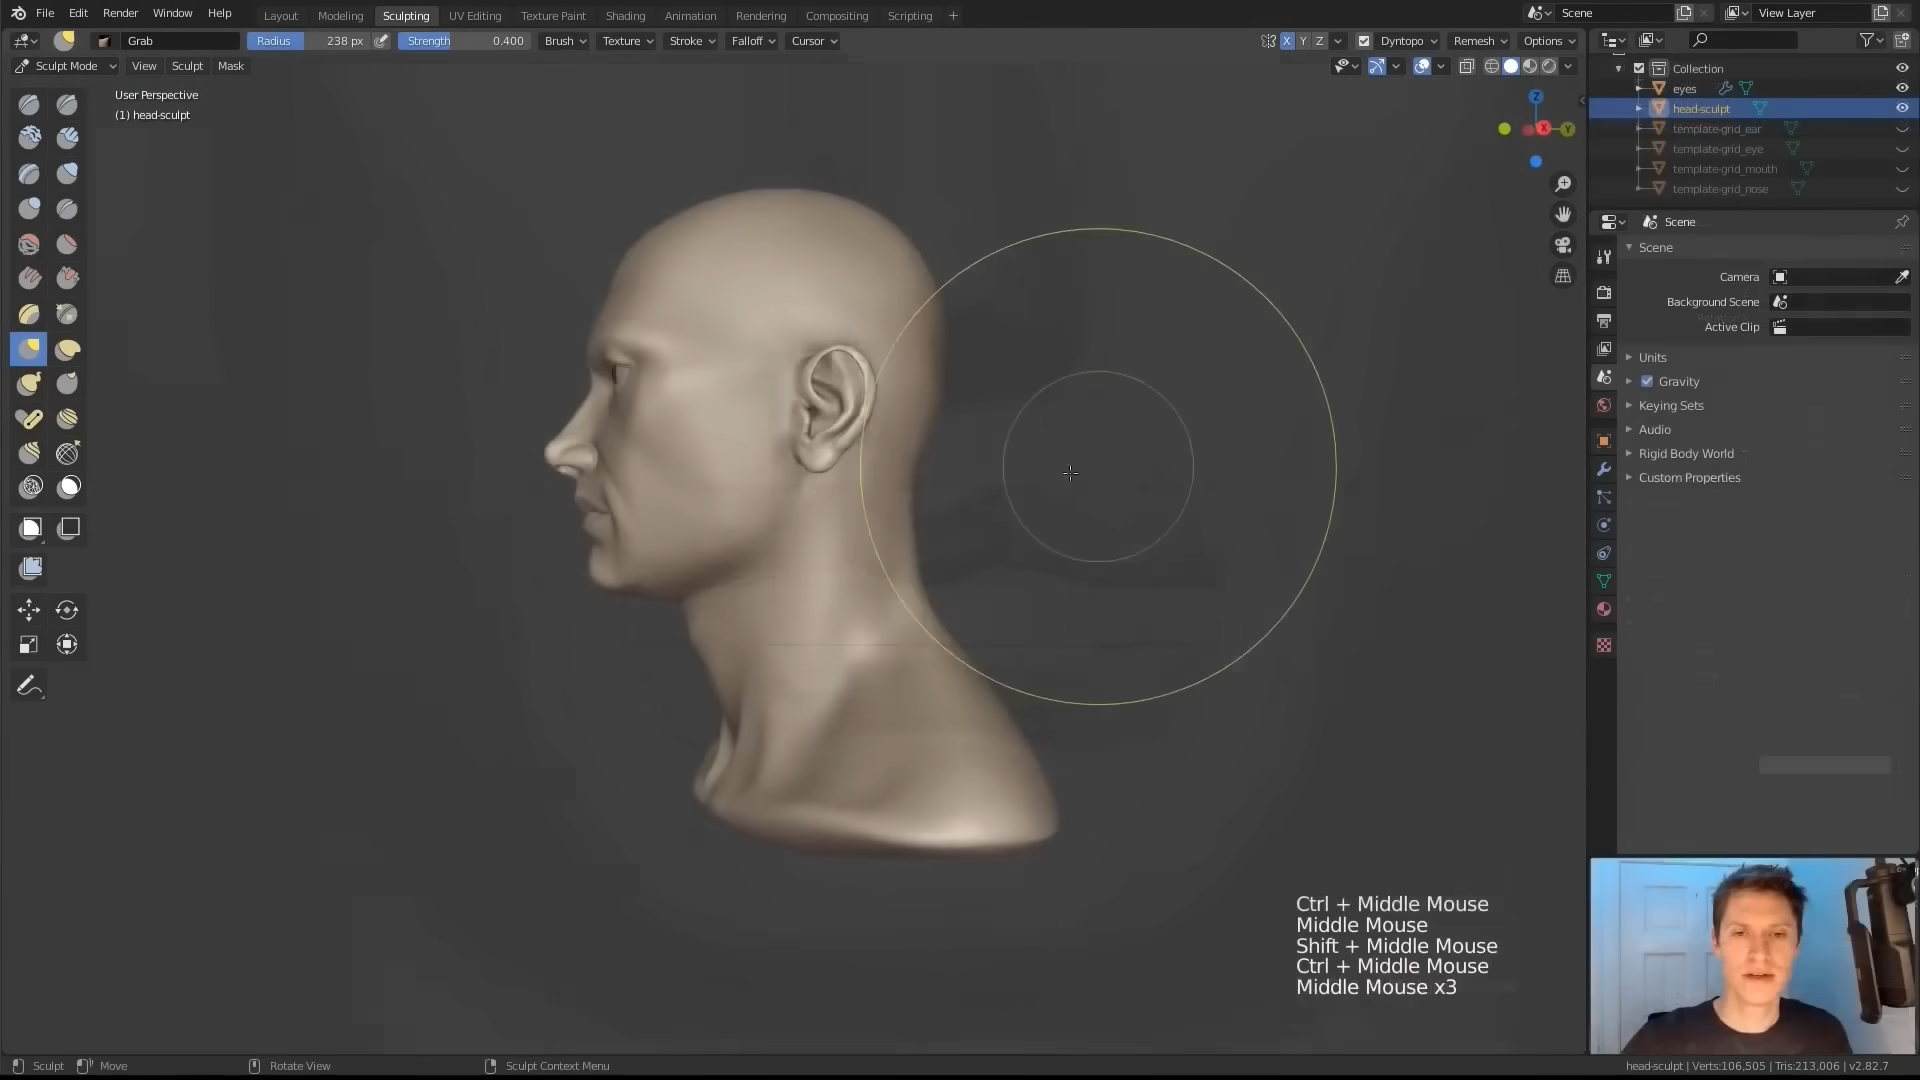 File Edit Render Window Help Layout Modeling Sculpting UV Editing Texture Paint Shading Animation Rendering Compositing Scripting + Scene View Layer
Grab Radius 238 px Strength 0.400 Brush Texture Stroke Falloff Cursor X Y Z Dyntopo Remesh Options
Sculpt Mode View Sculpt Mask
User Perspective
(1) head-sculpt
Z
X
Y
Collection
eyes
head-sculpt
template-grid_ear
template-grid_eye
template-grid_mouth
template-grid_nose
Scene
Scene
Camera
Background Scene
Active Clip
Units
Gravity
Keying Sets
Audio
Rigid Body World
Custom Properties
Ctrl + Middle Mouse
Middle Mouse
Shift + Middle Mouse
Ctrl + Middle Mouse
Middle Mouse x3
Sculpt Move Rotate View Sculpt Context Menu head-sculpt | Verts:106,505 | Tris:213,006 | v2.82.7